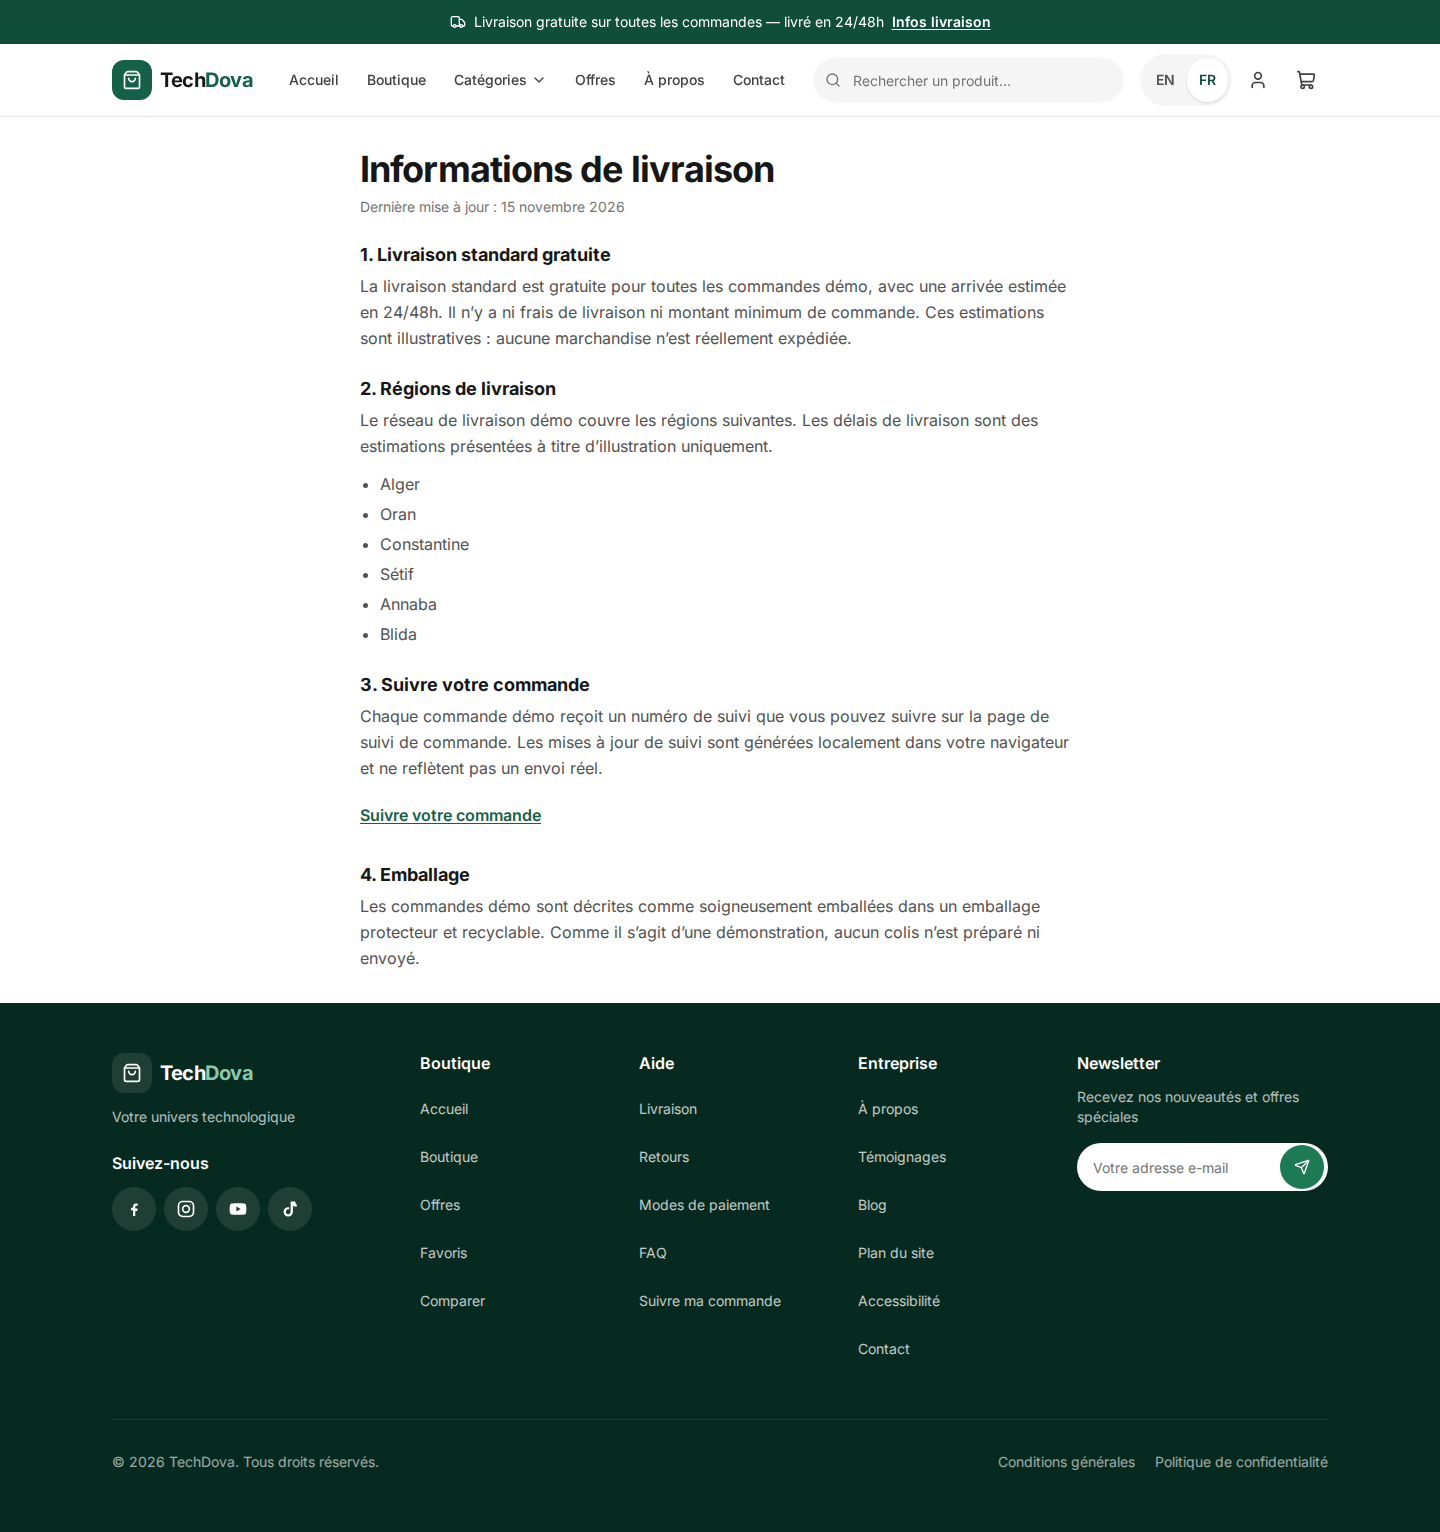 Livraison gratuite sur toutes les commandes — livré en 24/48h Infos livraison
TechDova Accueil Boutique Catégories Offres À propos Contact Rechercher un produit... EN FR
Informations de livraison
Dernière mise à jour : 15 novembre 2026
1. Livraison standard gratuite
La livraison standard est gratuite pour toutes les commandes démo, avec une arrivée estimée
en 24/48h. Il n’y a ni frais de livraison ni montant minimum de commande. Ces estimations
sont illustratives : aucune marchandise n’est réellement expédiée.
2. Régions de livraison
Le réseau de livraison démo couvre les régions suivantes. Les délais de livraison sont des
estimations présentées à titre d’illustration uniquement.
• Alger
• Oran
• Constantine
• Sétif
• Annaba
• Blida
3. Suivre votre commande
Chaque commande démo reçoit un numéro de suivi que vous pouvez suivre sur la page de
suivi de commande. Les mises à jour de suivi sont générées localement dans votre navigateur
et ne reflètent pas un envoi réel.
Suivre votre commande
4. Emballage
Les commandes démo sont décrites comme soigneusement emballées dans un emballage
protecteur et recyclable. Comme il s’agit d’une démonstration, aucun colis n’est préparé ni
envoyé.
TechDova
Votre univers technologique
Suivez-nous
Boutique
Accueil
Boutique
Offres
Favoris
Comparer
Aide
Livraison
Retours
Modes de paiement
FAQ
Suivre ma commande
Entreprise
À propos
Témoignages
Blog
Plan du site
Accessibilité
Contact
Newsletter
Recevez nos nouveautés et offres
spéciales
Votre adresse e-mail
© 2026 TechDova. Tous droits réservés.
Conditions générales Politique de confidentialité